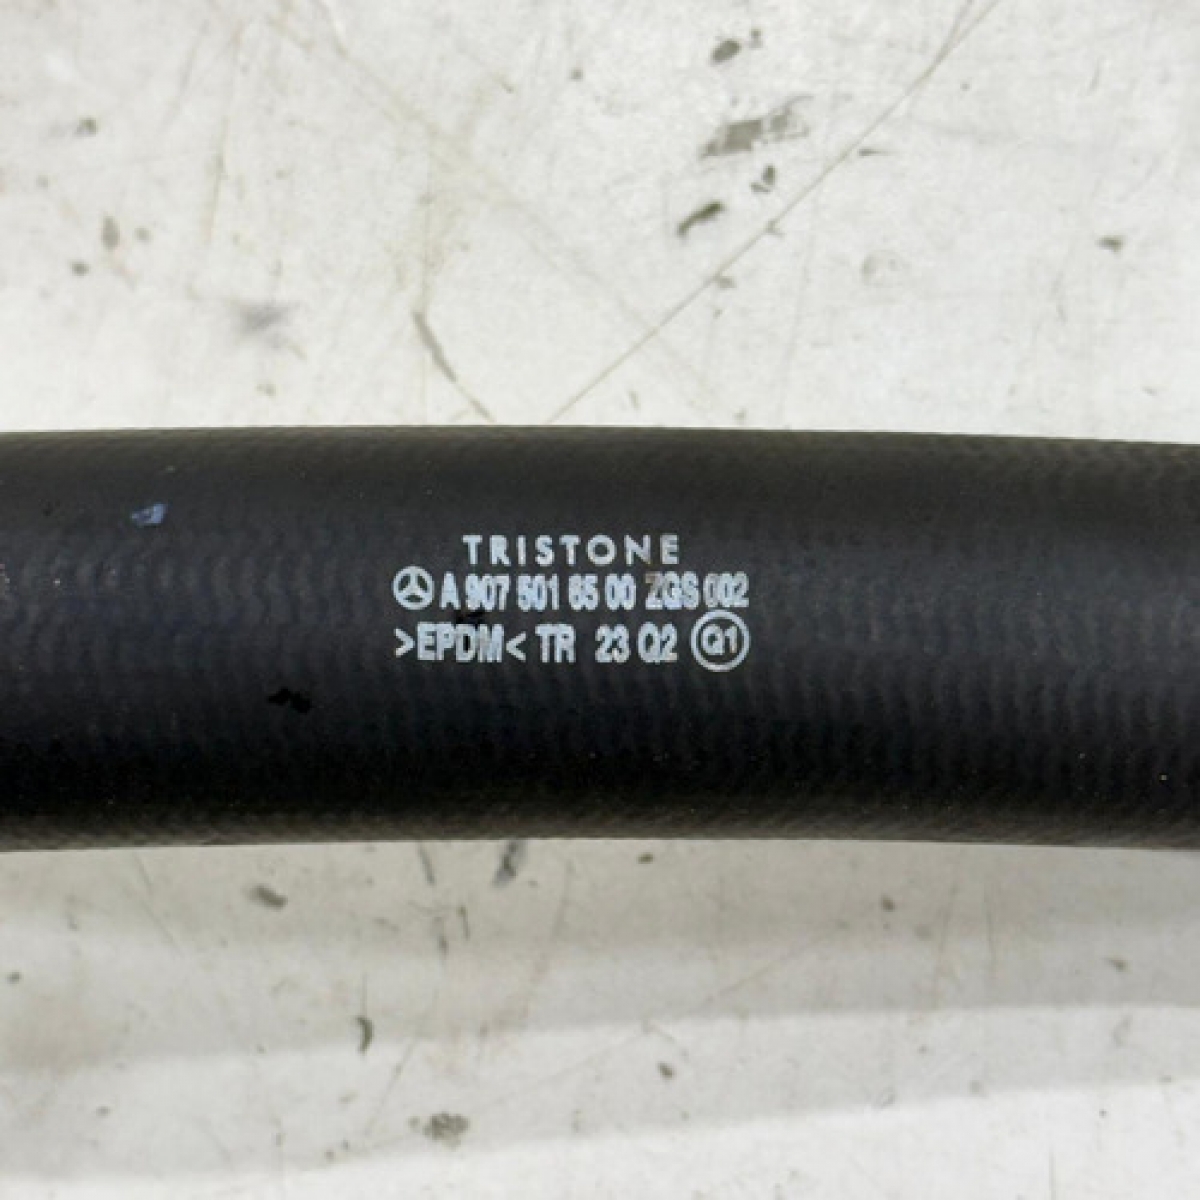 TRISTONE
A 907 501 65 00 ZGS 002
>EPDM< TR 23 Q2 Q1